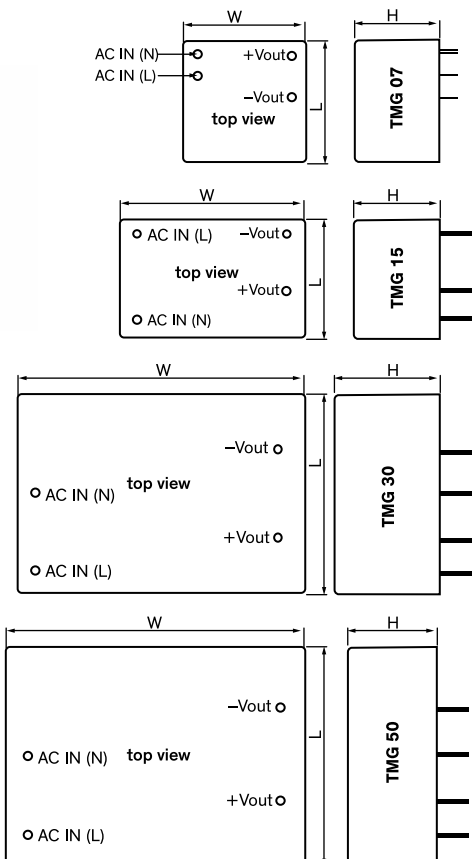 W
H
AC IN (N)
+Vout
AC IN (L)
−Vout
top view
L
TMG 07
W
H
AC IN (L)
−Vout
top view
L
+Vout
AC IN (N)
TMG 15
W
H
−Vout
L
top view
AC IN (N)
+Vout
AC IN (L)
TMG 30
W
H
−Vout
L
AC IN (N)
top view
+Vout
AC IN (L)
TMG 50